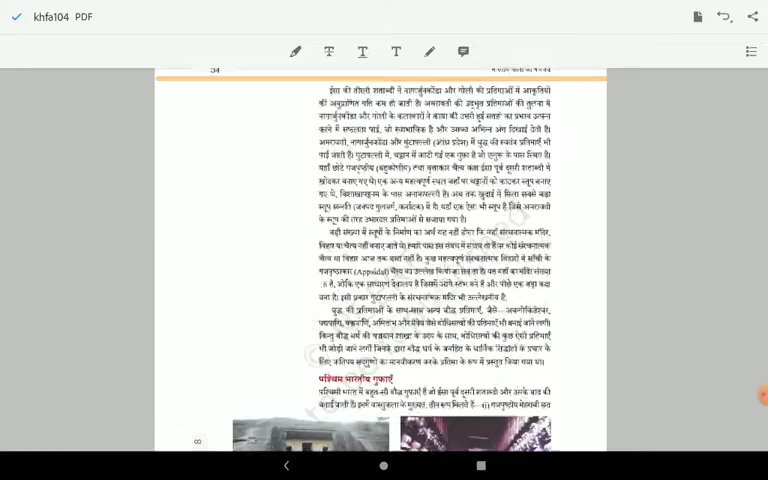 khfa104 PDF
34
ईसा की तीसरी शताब्दी में नागार्जुनकोंडा और गोली की प्रतिमाओं में आकृतियों
की अनुप्राणित गति कम हो जाती है। अमरावती की उद्भृत प्रतिमाओं की तुलना में
नागार्जुनकोंडा और गोली के कलाकारों ने काया की उभरी हुई सतहों का प्रभाव उत्पन्न
करने में सफलता पाई, जो स्वाभाविक है और उसका अभिन्न अंग दिखाई देती है।
अमरावती, नागार्जुनकोंडा और गुंटापल्ली (आंध्र प्रदेश) में बुद्ध की स्वतंत्र प्रतिमाएँ भी
पाई जाती हैं। गुंटापल्ली में, चट्टान में काटी गई एक गुफा है जो एलुरू के पास स्थित है।
यहाँ छोटे गजपृष्ठीय (बहुकोणीय) तथा वृत्ताकार चैत्य कक्ष ईसा पूर्व दूसरी शताब्दी में
खोदकर बनाए गए थे। एक अन्य महत्वपूर्ण स्थल जहाँ पर चट्टानों को काटकर स्तूप बनाए
गए थे, विशाखापट्टनम के पास अनाकापल्ली है। अब तक खुदाई में मिला सबसे बड़ा
स्तूप सन्नति (जनपद गुलबर्ग, कर्नाटक) में है। यहाँ एक ऐसा भी स्तूप है जिसे अमरावती
के स्तूप की तरह उभारदार प्रतिमाओं से सजाया गया है।
बड़ी संख्या में स्तूपों के निर्माण का अर्थ यह नहीं होता कि वहाँ संरचनात्मक मंदिर,
विहार या चैत्य नहीं बनाए जाते थे। हमारे पास इस संबंध में साक्ष्य तो हैं पर कोई संरचनात्मक
चैत्य या विहार आज तक बचा नहीं है। कुछ महत्वपूर्ण संरचनात्मक विहारों में साँची के
गजपृष्ठाकार (Appsidal) चैत्य का उल्लेख किया जा सकता है। यह वहाँ का मंदिर संख्या
18 है, जोकि एक साधारण देवालय है जिसमें आगे स्तंभ बने हैं और पीछे एक बड़ा कक्ष
बना है। इसी प्रकार गुंटापल्ली के संरचनात्मक मंदिर भी उल्लेखनीय हैं।
बुद्ध की प्रतिमाओं के साथ-साथ अन्य बौद्ध प्रतिमाएँ, जैसे— अवलोकितेश्वर,
पद्मपाणि, वज्रपाणि, अमिताभ और मैत्रेय जैसे बोधिसत्वों की प्रतिमाएँ भी बनाई जाने लगीं।
किन्तु बौद्ध धर्म की वज्रयान शाखा के उदय के साथ, बोधिसत्वों की कुछ ऐसी प्रतिमाएँ
भी जोड़ी जाने लगीं जिनके द्वारा बौद्ध धर्म के जनहित के धार्मिक सिद्धांतों के प्रचार के
लिए कतिपय सद्गुणों का मानवीकरण करके प्रतिमा के रूप में प्रस्तुत किया गया था।
पश्चिम भारतीय गुफाएँ
पश्चिमी भारत में बहुत-सी बौद्ध गुफाएँ हैं जो ईसा पूर्व दूसरी शताब्दी और उसके बाद की
बताई जाती हैं। इनमें वास्तुकला के मुख्यतः तीन रूप मिलते हैं— (i) गजपृष्ठीय मेहराबी छत